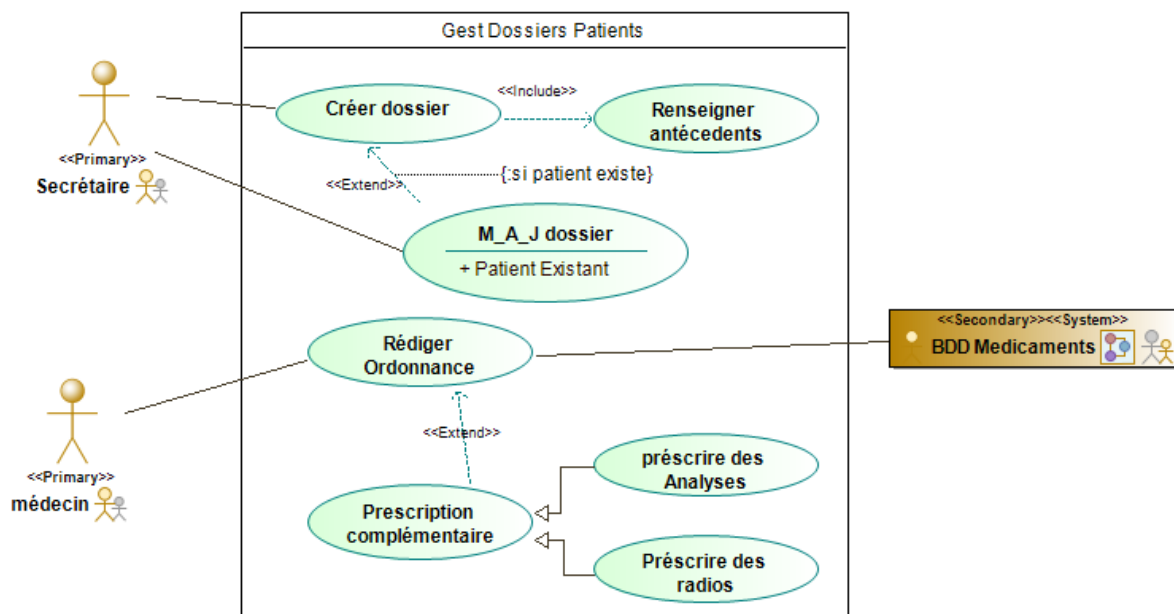 Gest Dossiers Patients
Créer dossier
<<Include>>
Renseigner
antécedents
<<Primary>>
Secrétaire
<<Extend>>
{:si patient existe}
M_A_J dossier
+ Patient Existant
Rédiger
Ordonnance
<<Secondary>><<System>>
BDD Medicaments
<<Primary>>
médecin
<<Extend>>
préscrire des
Analyses
Prescription
complémentaire
Préscrire des
radios